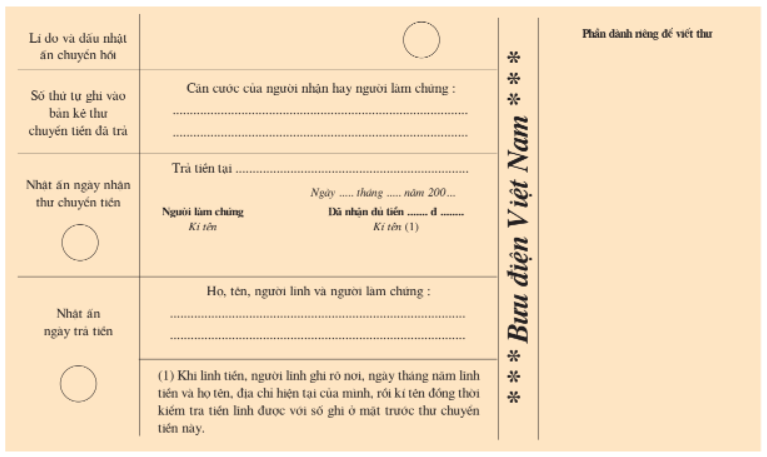 Lí do và dấu nhật
ấn chuyển hồi
Số thứ tự ghi vào
bản kê thư
chuyển tiền đã trả
Căn cước của người nhận hay người làm chứng :
................................................................................
................................................................................
Nhật ấn ngày nhận
thư chuyển tiền
Trả tiền tại ................................................................
Ngày ..... tháng ..... năm 200...
Người làm chứng
Đã nhận đủ tiền ....... đ ........
Kí tên
Kí tên (1)
Nhật ấn
ngày trả tiền
Họ, tên, người lĩnh và người làm chứng :
................................................................................
................................................................................
(1) Khi lĩnh tiền, người lĩnh ghi rõ nơi, ngày tháng năm lĩnh
tiền và họ tên, địa chỉ hiện tại của mình, rồi kí tên đồng thời
kiểm tra tiền lĩnh được với số ghi ở mặt trước thư chuyển
tiền này.
*** Bưu điện Việt Nam ***
Phần dành riêng để viết thư